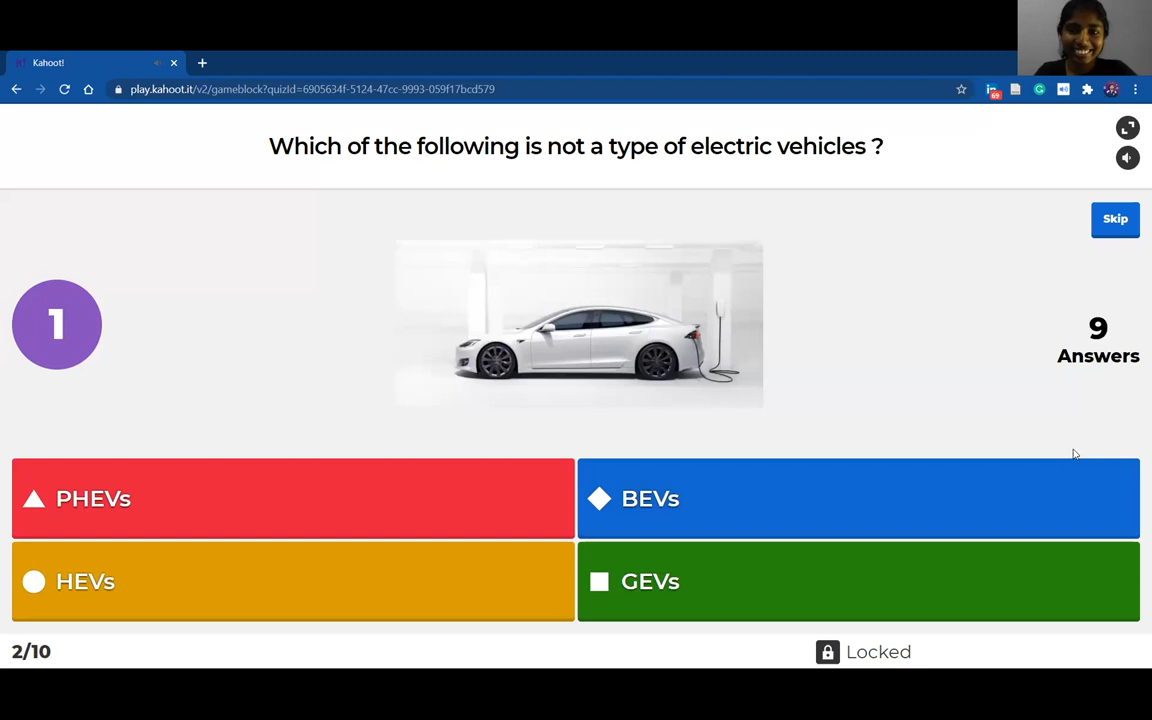 Kahoot!
play.kahoot.it/v2/gameblock?quizId=6905634f-5124-47cc-9993-059f17bcd579
69
Which of the following is not a type of electric vehicles ?
Skip
1
9
Answers
PHEVs
BEVs
HEVs
GEVs
2/10
Locked